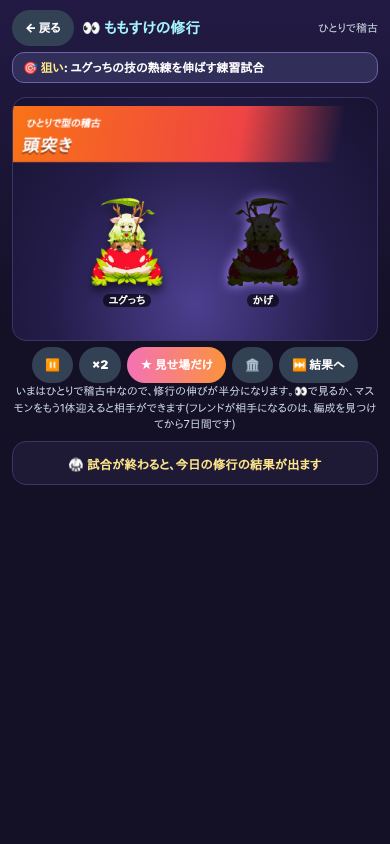 ← 戻る
👀 ももすけの修行
ひとりで稽古
🎯 狙い: ユグっちの技の熟練を伸ばす練習試合
ひとりで型の稽古
頭突き
ユグっち
かげ
⏸ ×2 ★ 見せ場だけ 🏛 ⏩ 結果へ
いまはひとりで稽古中なので、修行の伸びが半分になります。👀で見るか、マス
モンをもう1体迎えると相手ができます(フレンドが相手になるのは、編成を見つけ
てから7日間です)
🥋 試合が終わると、今日の修行の結果が出ます